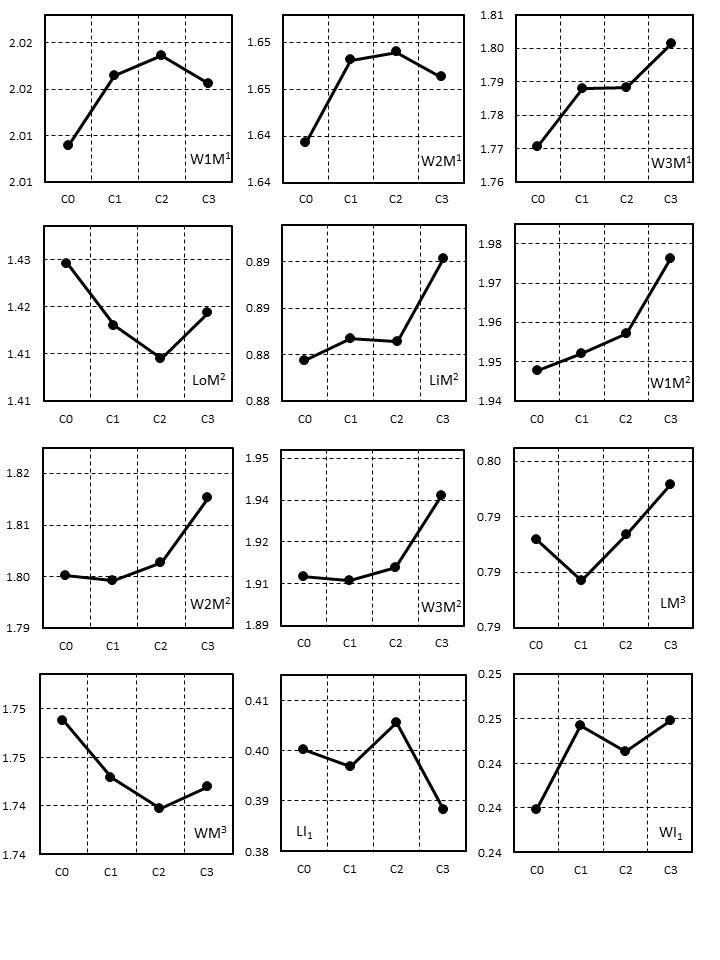 2.02 2.02 2.01 2.01 W1M¹ C0 C1 C2 C3
1.65 1.65 1.64 1.64 W2M¹ C0 C1 C2 C3
1.81 1.80 1.79 1.78 1.77 1.76 W3M¹ C0 C1 C2 C3
1.43 1.42 1.41 1.41 LoM² C0 C1 C2 C3
0.89 0.89 0.88 0.88 LiM² C0 C1 C2 C3
1.98 1.97 1.96 1.95 1.94 W1M² C0 C1 C2 C3
1.82 1.81 1.80 1.79 W2M² C0 C1 C2 C3
1.95 1.94 1.92 1.91 1.89 W3M² C0 C1 C2 C3
0.80 0.79 0.79 0.79 LM³ C0 C1 C2 C3
1.75 1.75 1.74 1.74 WM³ C0 C1 C2 C3
0.41 0.40 0.39 0.38 LI₁ C0 C1 C2 C3
0.25 0.25 0.24 0.24 0.24 WI₁ C0 C1 C2 C3